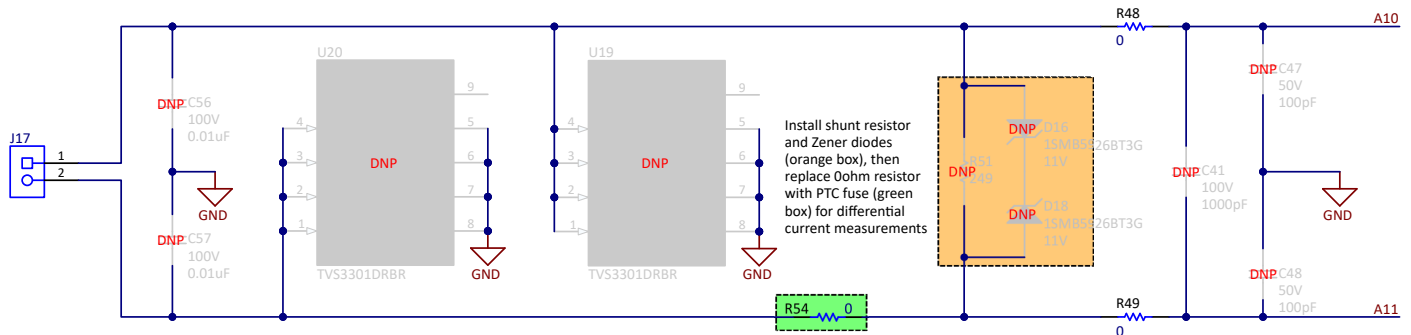 R48
0
A10
U20
U19
9
9
DNP
C56
100V
0.01uF
DNP
C47
50V
100pF
J17
1
2
4
5
3
DNP
6
2
7
1
8
TVS3301DRBR
GND
4
5
3
DNP
6
2
7
1
8
TVS3301DRBR
GND
Install shunt resistor
and Zener diodes
(orange box), then
replace 0ohm resistor
with PTC fuse (green
box) for differential
current measurements
DNP
D16
1SMB5926BT3G
11V
DNP
R51
249
DNP
D18
1SMB5926BT3G
11V
DNP
C41
100V
1000pF
GND
GND
DNP
C57
100V
0.01uF
DNP
C48
50V
100pF
R54
0
R49
0
A11